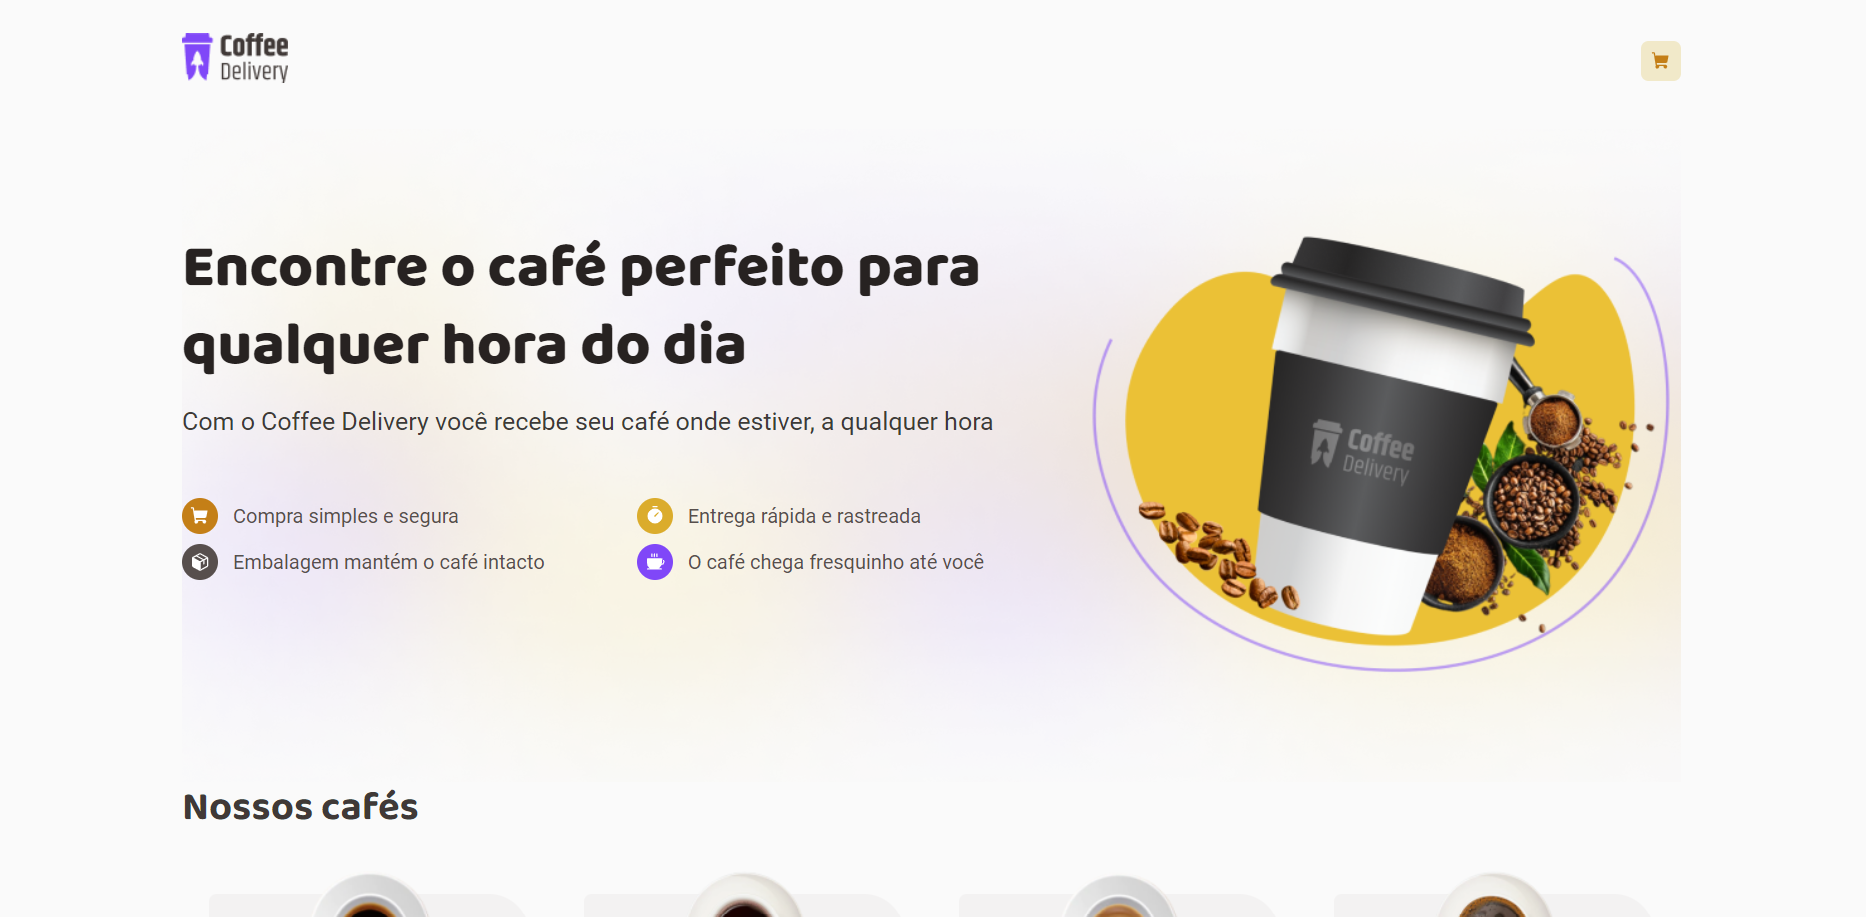 Coffee
Delivery
Encontre o café perfeito para
qualquer hora do dia
Com o Coffee Delivery você recebe seu café onde estiver, a qualquer hora
Compra simples e segura
Entrega rápida e rastreada
Embalagem mantém o café intacto
O café chega fresquinho até você
Coffee
Delivery
Nossos cafés